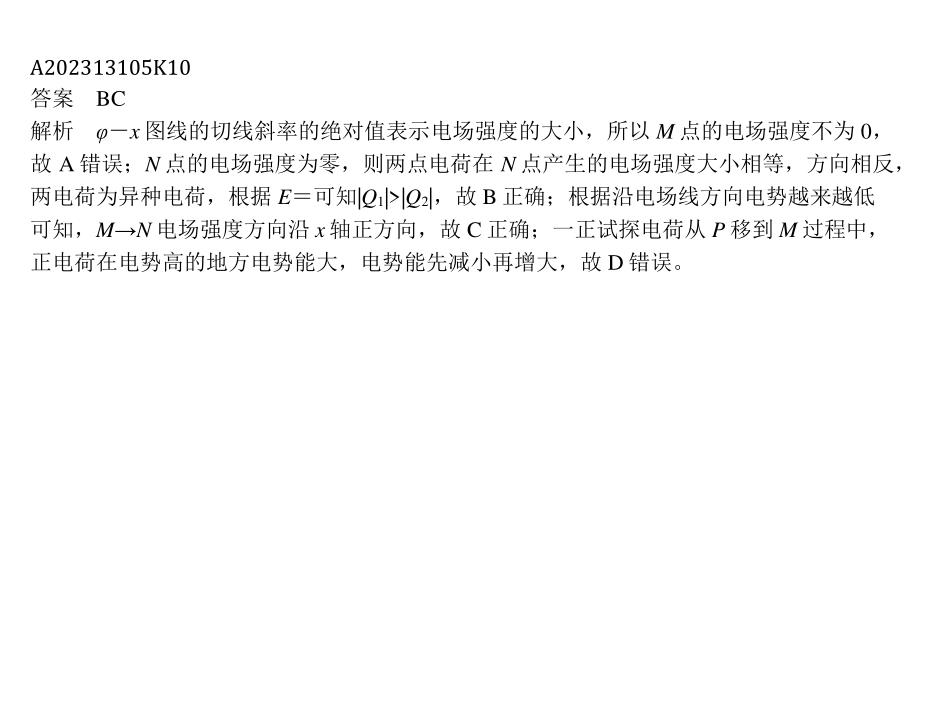 A202313105K10
答案　BC
解析　φ－x 图线的切线斜率的绝对值表示电场强度的大小，所以 M 点的电场强度不为 0，
故 A 错误；N 点的电场强度为零，则两点电荷在 N 点产生的电场强度大小相等，方向相反，
两电荷为异种电荷，根据 E＝可知|Q₁|>|Q₂|，故 B 正确；根据沿电场线方向电势越来越低
可知，M→N 电场强度方向沿 x 轴正方向，故 C 正确；一正试探电荷从 P 移到 M 过程中，
正电荷在电势高的地方电势能大，电势能先减小再增大，故 D 错误。